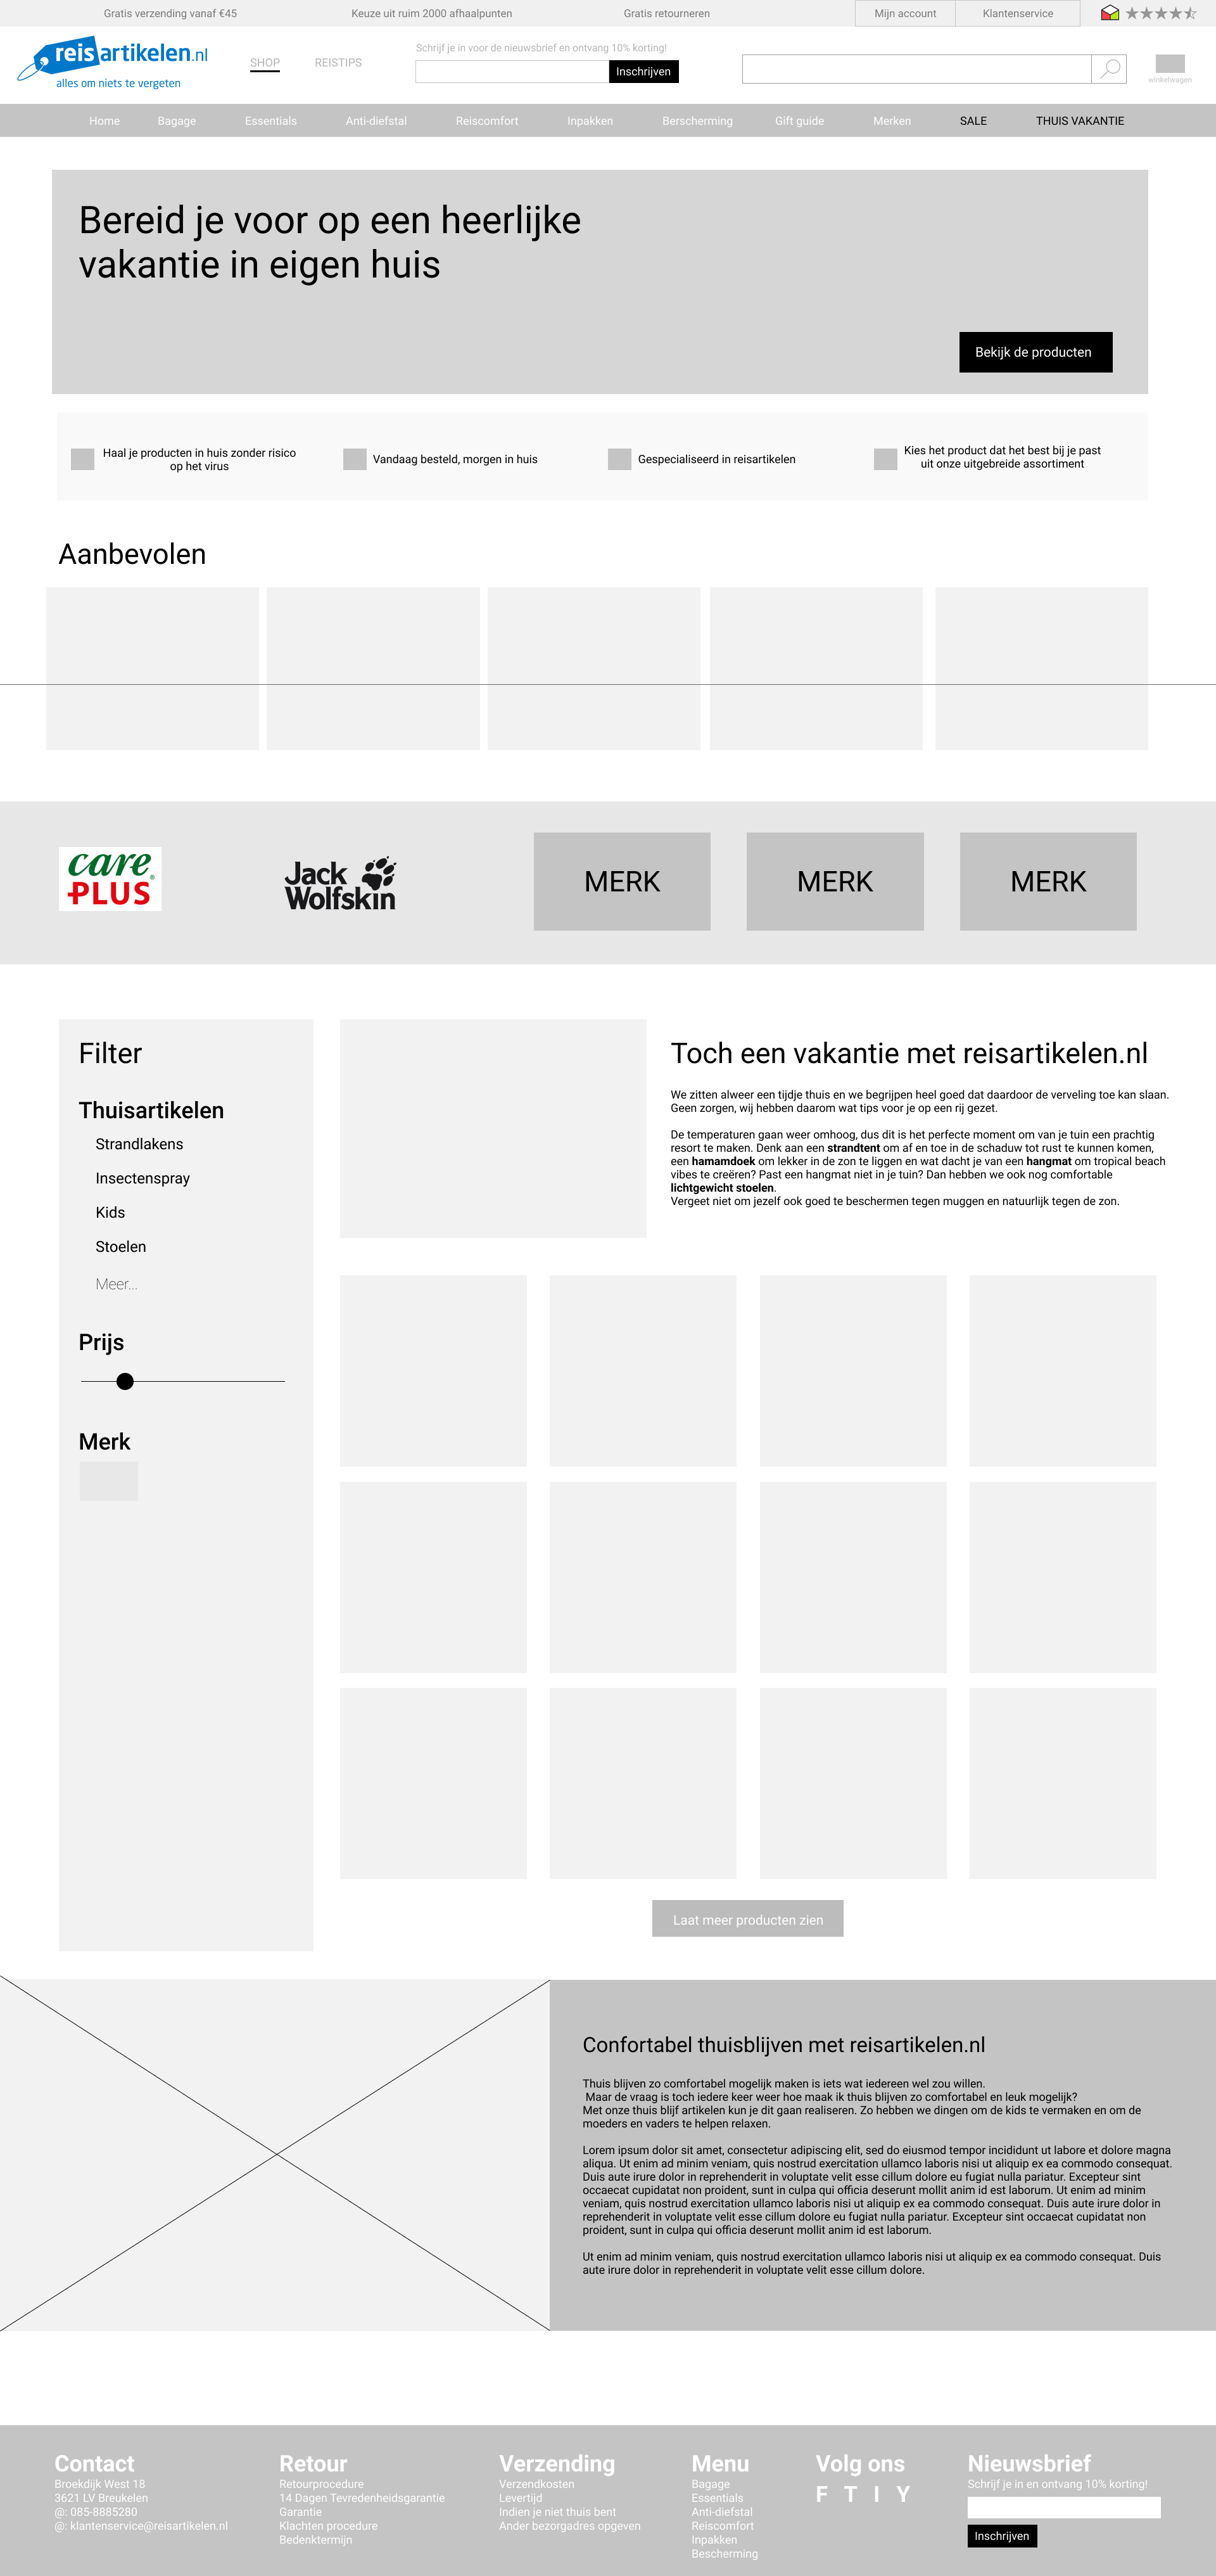 Gratis verzending vanaf €45
Keuze uit ruim 2000 afhaalpunten
Gratis retourneren
Mijn account
Klantenservice
reisartikelen.nl
alles om niets te vergeten
SHOP
REISTIPS
Schrijf je in voor de nieuwsbrief en ontvang 10% korting!
Inschrijven
winkelwagen
Home
Bagage
Essentials
Anti-diefstal
Reiscomfort
Inpakken
Berscherming
Gift guide
Merken
SALE
THUIS VAKANTIE
Bereid je voor op een heerlijke
vakantie in eigen huis
Bekijk de producten
Haal je producten in huis zonder risico
op het virus
Vandaag besteld, morgen in huis
Gespecialiseerd in reisartikelen
Kies het product dat het best bij je past
uit onze uitgebreide assortiment
Aanbevolen
care
PLUS®
Jack
Wolfskin
MERK
MERK
MERK
Filter
Thuisartikelen
Strandlakens
Insectenspray
Kids
Stoelen
Meer...
Prijs
Merk
Toch een vakantie met reisartikelen.nl
We zitten alweer een tijdje thuis en we begrijpen heel goed dat daardoor de verveling toe kan slaan.
Geen zorgen, wij hebben daarom wat tips voor je op een rij gezet.
De temperaturen gaan weer omhoog, dus dit is het perfecte moment om van je tuin een prachtig
resort te maken. Denk aan een strandtent om af en toe in de schaduw tot rust te kunnen komen,
een hamamdoek om lekker in de zon te liggen en wat dacht je van een hangmat om tropical beach
vibes te creëren? Past een hangmat niet in je tuin? Dan hebben we ook nog comfortable
lichtgewicht stoelen.
Vergeet niet om jezelf ook goed te beschermen tegen muggen en natuurlijk tegen de zon.
Laat meer producten zien
Confortabel thuisblijven met reisartikelen.nl
Thuis blijven zo comfortabel mogelijk maken is iets wat iedereen wel zou willen.
Maar de vraag is toch iedere keer weer hoe maak ik thuis blijven zo comfortabel en leuk mogelijk?
Met onze thuis blijf artikelen kun je dit gaan realiseren. Zo hebben we dingen om de kids te vermaken en om de
moeders en vaders te helpen relaxen.
Lorem ipsum dolor sit amet, consectetur adipiscing elit, sed do eiusmod tempor incididunt ut labore et dolore magna
aliqua. Ut enim ad minim veniam, quis nostrud exercitation ullamco laboris nisi ut aliquip ex ea commodo consequat.
Duis aute irure dolor in reprehenderit in voluptate velit esse cillum dolore eu fugiat nulla pariatur. Excepteur sint
occaecat cupidatat non proident, sunt in culpa qui officia deserunt mollit anim id est laborum. Ut enim ad minim
veniam, quis nostrud exercitation ullamco laboris nisi ut aliquip ex ea commodo consequat. Duis aute irure dolor in
reprehenderit in voluptate velit esse cillum dolore eu fugiat nulla pariatur. Excepteur sint occaecat cupidatat non
proident, sunt in culpa qui officia deserunt mollit anim id est laborum.
Ut enim ad minim veniam, quis nostrud exercitation ullamco laboris nisi ut aliquip ex ea commodo consequat. Duis
aute irure dolor in reprehenderit in voluptate velit esse cillum dolore.
Contact
Broekdijk West 18
3621 LV Breukelen
@: 085-8885280
@: klantenservice@reisartikelen.nl
Retour
Retourprocedure
14 Dagen Tevredenheidsgarantie
Garantie
Klachten procedure
Bedenktermijn
Verzending
Verzendkosten
Levertijd
Indien je niet thuis bent
Ander bezorgadres opgeven
Menu
Bagage
Essentials
Anti-diefstal
Reiscomfort
Inpakken
Bescherming
Volg ons
F T I Y
Nieuwsbrief
Schrijf je in en ontvang 10% korting!
Inschrijven